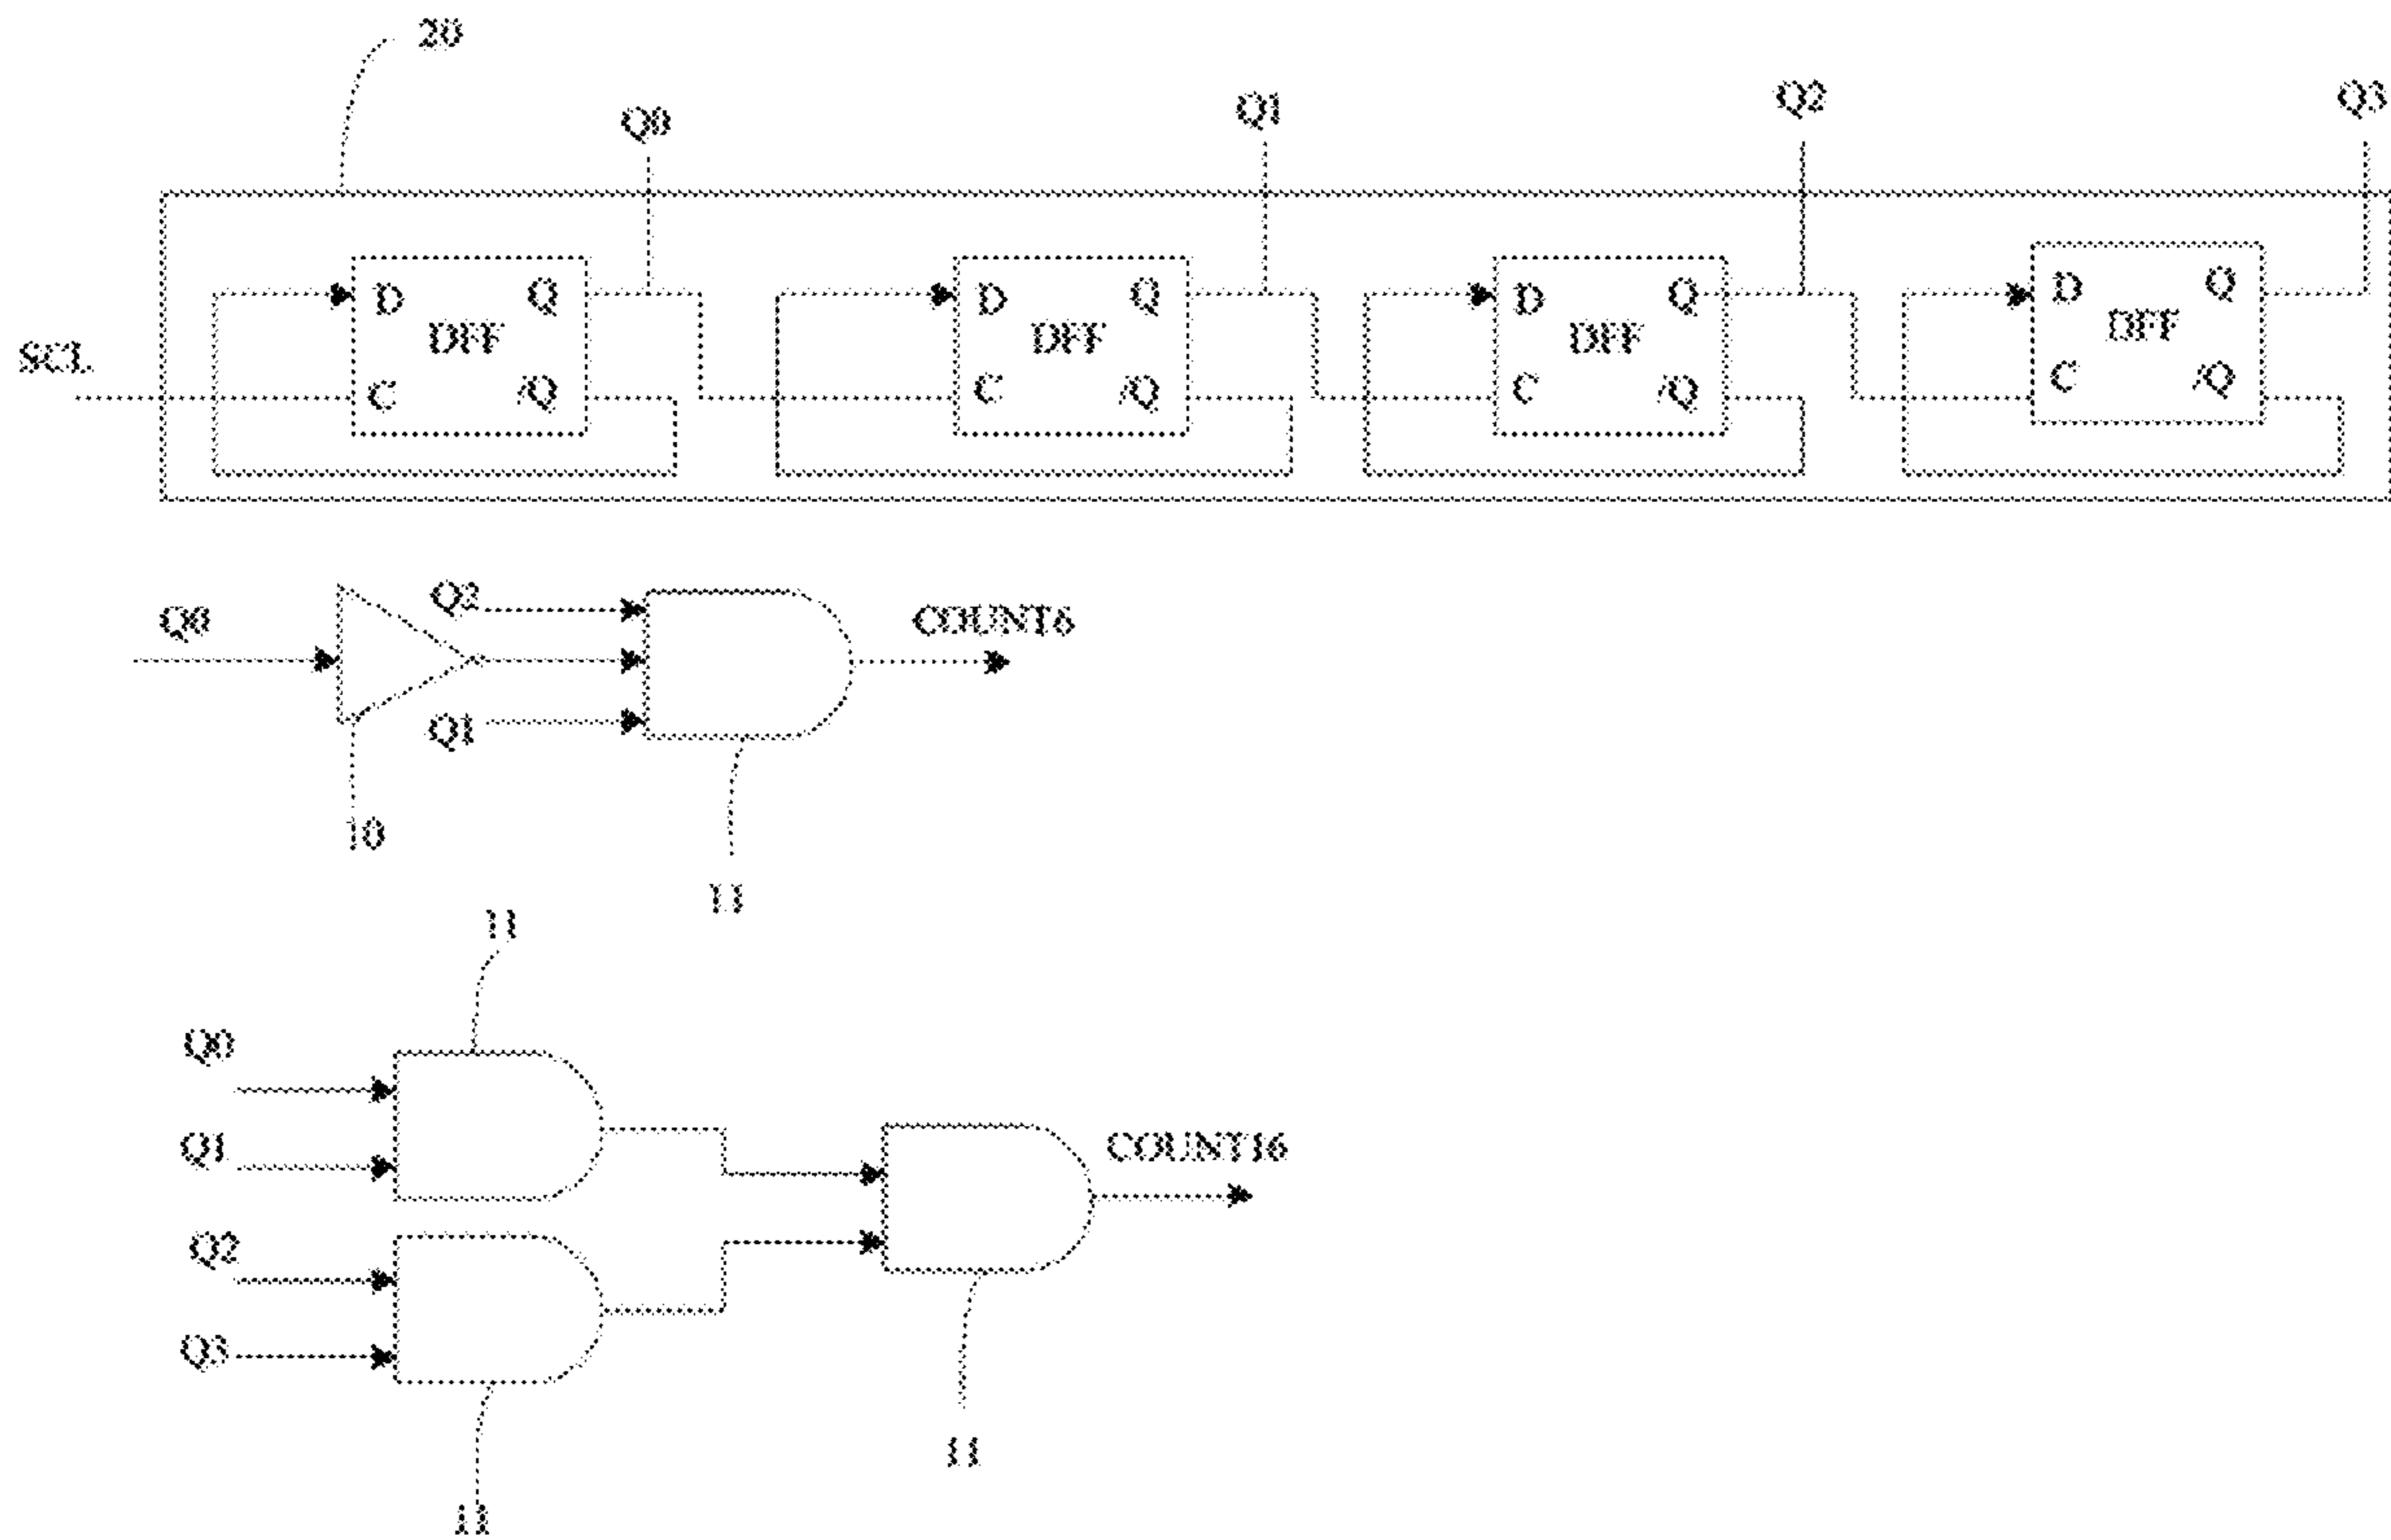 20
Q0
Q1
Q2
Q3
SCL
D Q
DFF
C /Q
D Q
DFF
C /Q
D Q
DFF
C /Q
D Q
DFF
C /Q
Q0
Q2
Q1
COUNT6
10
11
11
Q0
Q1
Q2
Q3
COUNT16
11
11